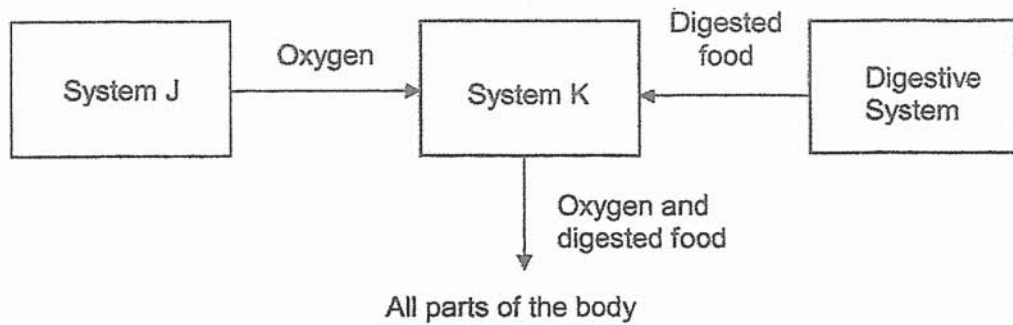 System J
Oxygen
System K
Digested
food
Digestive
System
Oxygen and
digested food
All parts of the body